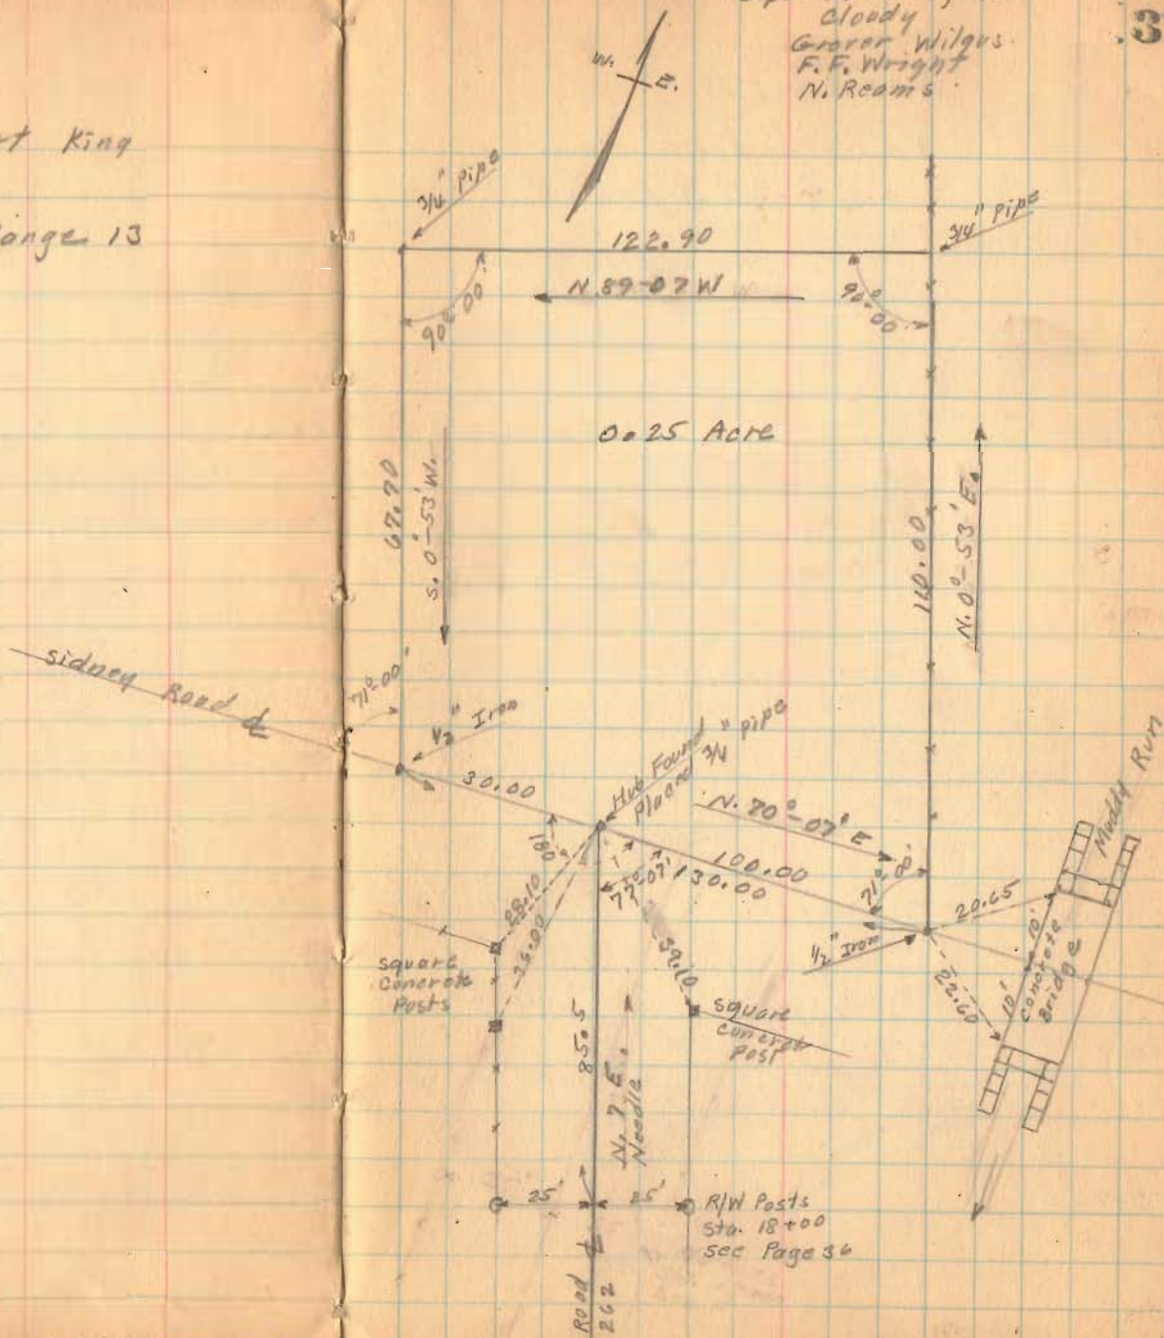 3
Cloudy
Grover Wilgus
F.F. Wright
N. Reams
W.
E.
King
Range 13
3/4" Pipe
3/4" Pipe
122.90
N.89-07 W
90°-00'
90°-00'
0.25 Acre
67.70
S. 0°-53' W.
110.00
N. 0°-53' E.
Sidney Road ℄
71°-00'
1/2" Iron
30.00
Hub Found
Placed 3/4" pipe
N. 70°-07' E
100.00
130.00
77°-07'
180°
71°-00'
1/2" Iron
20.65
22.60
Muddy Run
10'
10'
Concrete
Bridge
28.10
36.00
39.10
square
Concrete
Posts
square
concrete
Post
85.5
N. 7 E.
Needle
25'
25'
R/W Posts
Sta. 18+00
see Page 36
Road ℄
262